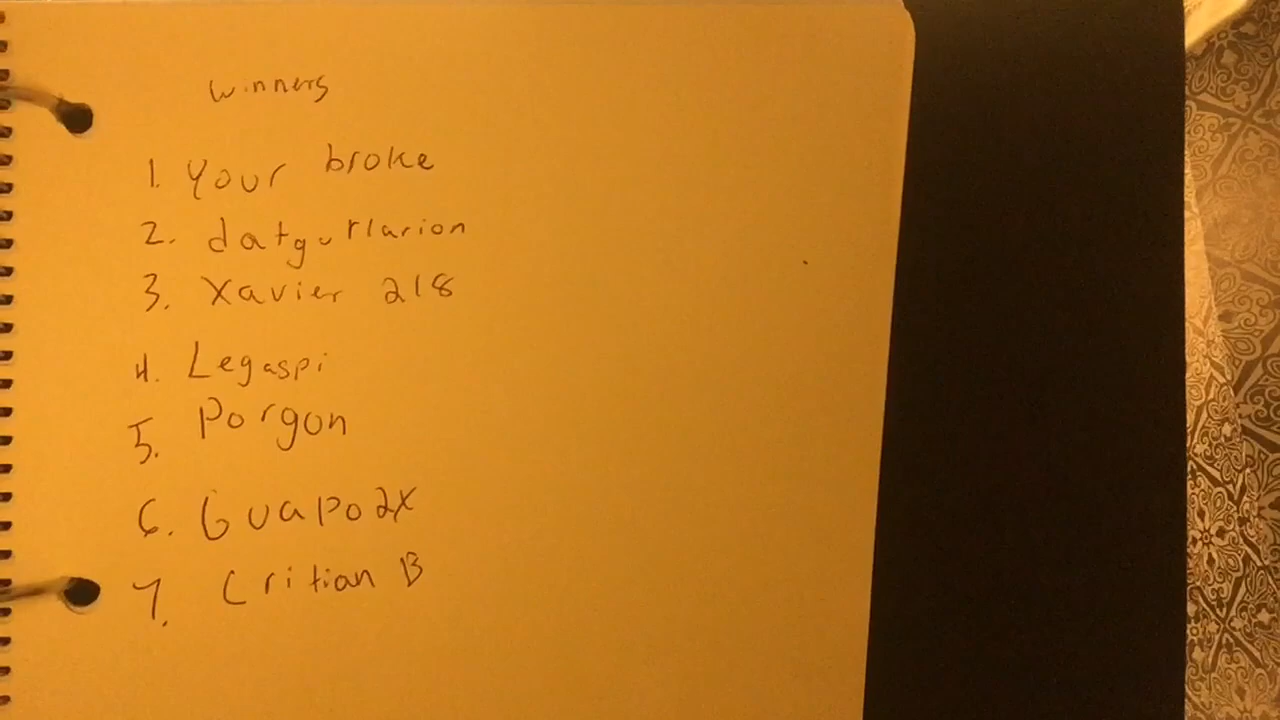 winners
1. Your broke
2. datgurlarion
3. Xavier 218
4. Legaspi
5. Porgon
6. Guapo2x
7. Critian B